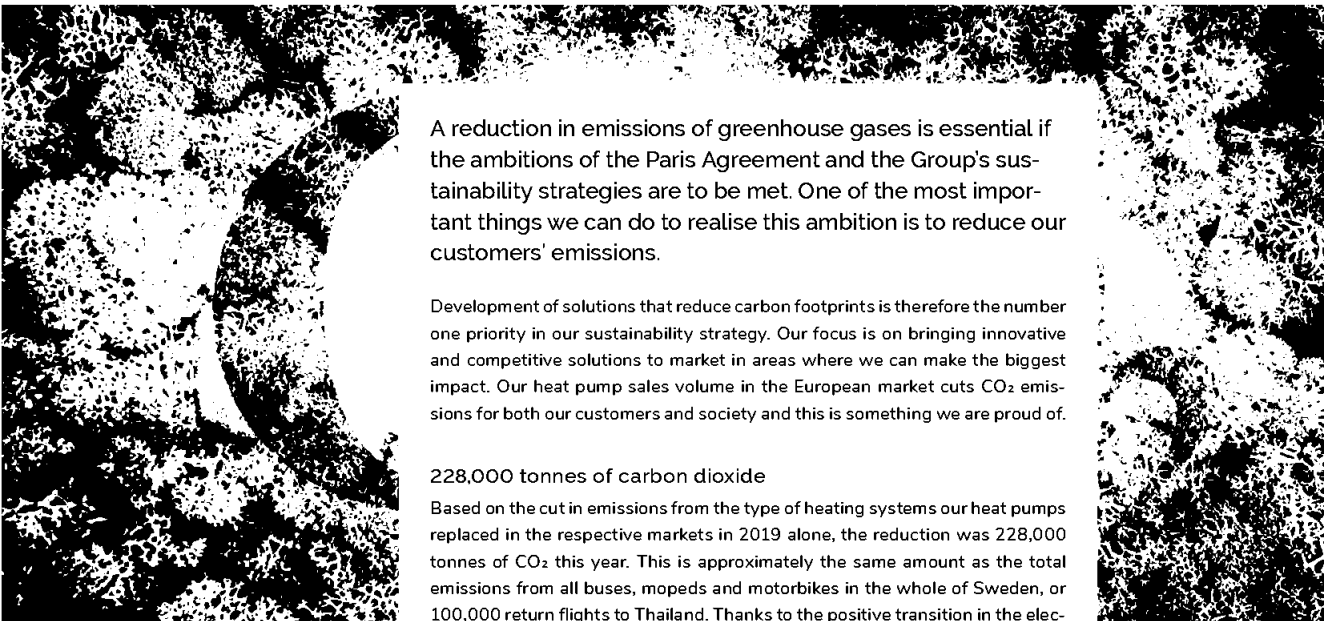 A reduction in emissions of greenhouse gases is essential if
the ambitions of the Paris Agreement and the Group's sus-
tainability strategies are to be met. One of the most impor-
tant things we can do to realise this ambition is to reduce our
customers' emissions.
Development of solutions that reduce carbon footprints is therefore the number
one priority in our sustainability strategy. Our focus is on bringing innovative
and competitive solutions to market in areas where we can make the biggest
impact. Our heat pump sales volume in the European market cuts CO₂ emis-
sions for both our customers and society and this is something we are proud of.
228,000 tonnes of carbon dioxide
Based on the cut in emissions from the type of heating systems our heat pumps
replaced in the respective markets in 2019 alone, the reduction was 228,000
tonnes of CO₂ this year. This is approximately the same amount as the total
emissions from all buses, mopeds and motorbikes in the whole of Sweden, or
100,000 return flights to Thailand. Thanks to the positive transition in the elec-